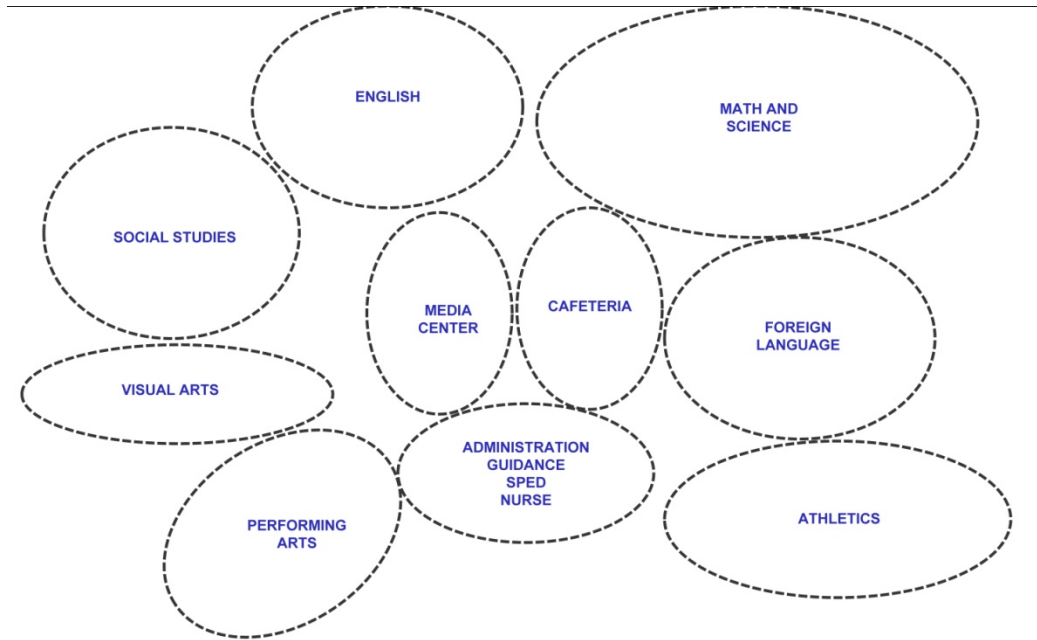 ENGLISH
MATH AND
SCIENCE
SOCIAL STUDIES
MEDIA
CENTER
CAFETERIA
FOREIGN
LANGUAGE
VISUAL ARTS
ADMINISTRATION
GUIDANCE
SPED
NURSE
PERFORMING
ARTS
ATHLETICS